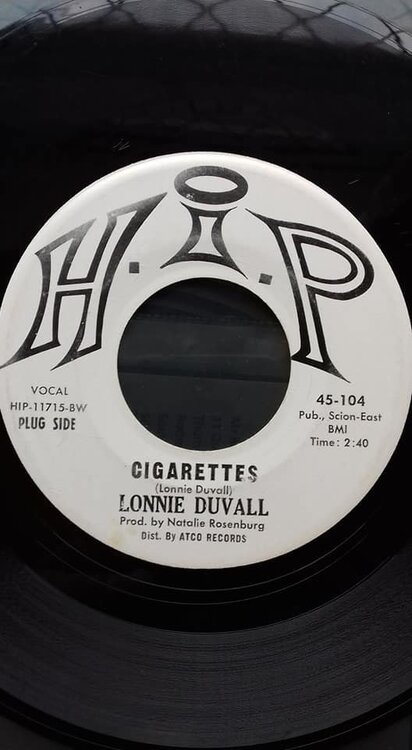 H.i.P
VOCAL
HIP-11715-BW
PLUG SIDE
45-104
Pub., Scion-East
BMI
Time: 2:40
CIGARETTES
(Lonnie Duvall)
LONNIE DUVALL
Prod. by Natalie Rosenburg
Dist. By ATCO RECORDS